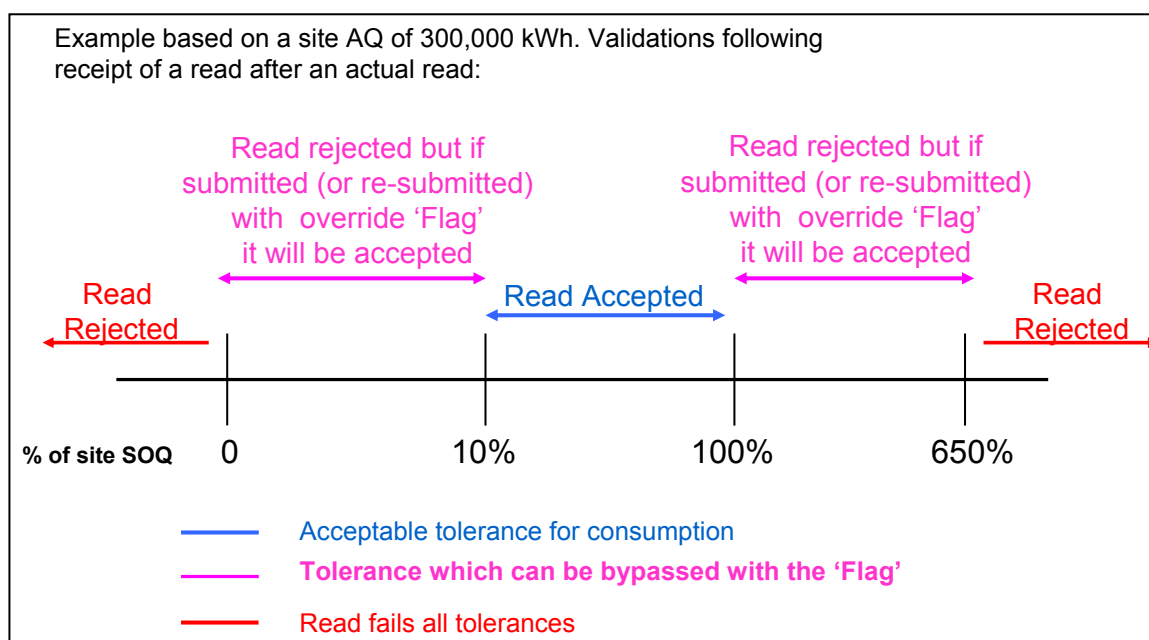 Example based on a site AQ of 300,000 kWh. Validations following
receipt of a read after an actual read:
Read rejected but if
submitted (or re-submitted)
with override ‘Flag’
it will be accepted
Read rejected but if
submitted (or re-submitted)
with override ‘Flag’
it will be accepted
Read
Rejected
Read Accepted
Read
Rejected
% of site SOQ 0 10% 100% 650%
Acceptable tolerance for consumption
Tolerance which can be bypassed with the ‘Flag’
Read fails all tolerances